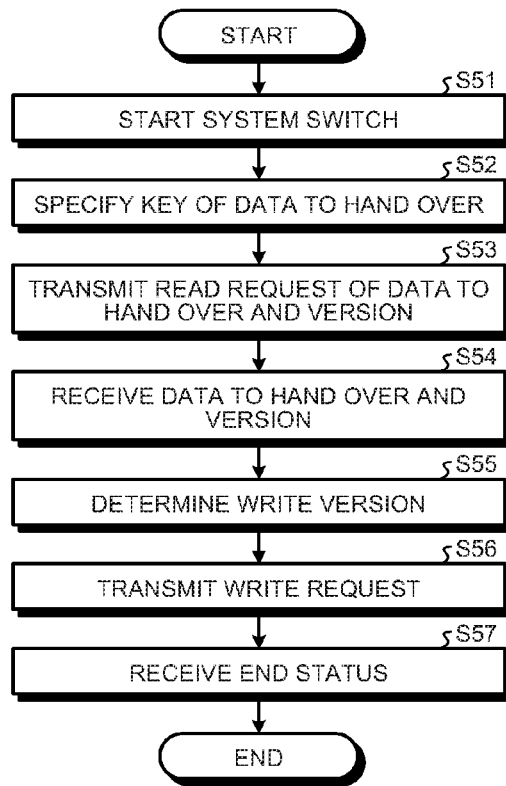 START
S51
START SYSTEM SWITCH
S52
SPECIFY KEY OF DATA TO HAND OVER
S53
TRANSMIT READ REQUEST OF DATA TO
HAND OVER AND VERSION
S54
RECEIVE DATA TO HAND OVER AND
VERSION
S55
DETERMINE WRITE VERSION
S56
TRANSMIT WRITE REQUEST
S57
RECEIVE END STATUS
END